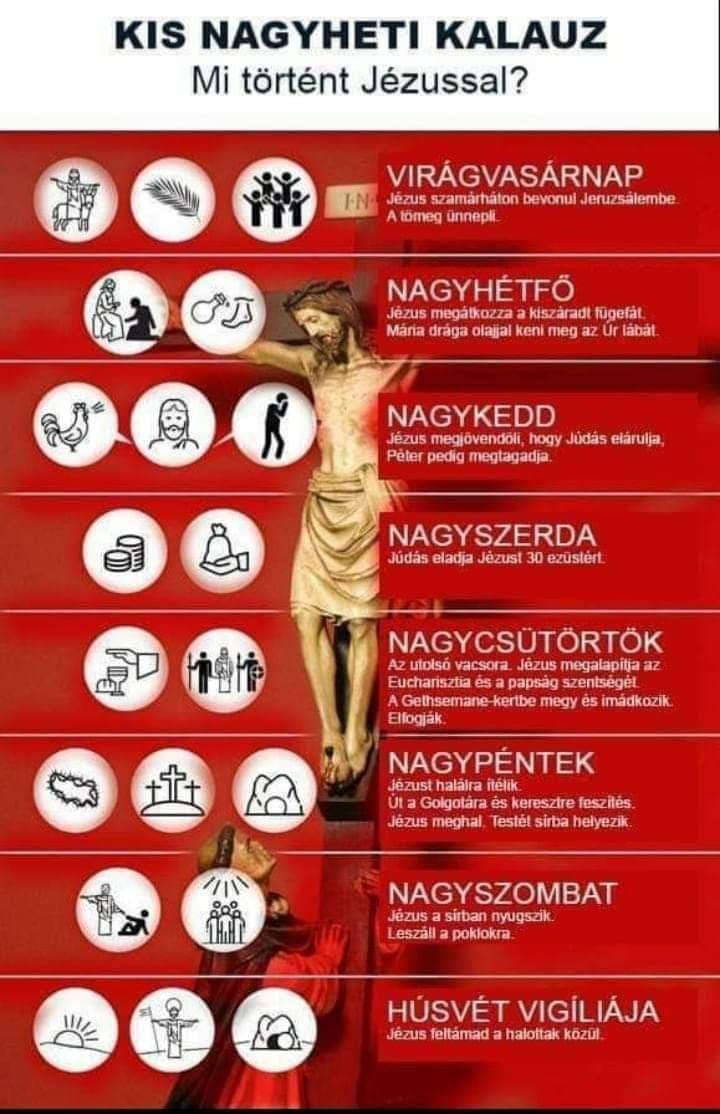 KIS NAGYHETI KALAUZ
Mi történt Jézussal?
VIRÁGVASÁRNAP
Jézus szamárháton bevonul Jeruzsálembe.
A tömeg ünnepli.
I·N
NAGYHÉTFŐ
Jézus megátkozza a kiszáradt fügefát.
Mária drága olajjal keni meg az Úr lábát.
NAGYKEDD
Jézus megjövendöli, hogy Júdás elárulja,
Péter pedig megtagadja.
NAGYSZERDA
Júdás eladja Jézust 30 ezüstért.
NAGYCSÜTÖRTÖK
Az utolsó vacsora. Jézus megalapítja az
Eucharisztia és a papság szentségét.
A Gethsemane-kertbe megy és imádkozik.
Elfogják.
NAGYPÉNTEK
Jézust halálra ítélik.
Út a Golgotára és keresztre feszítés.
Jézus meghal. Testét sírba helyezik.
NAGYSZOMBAT
Jézus a sírban nyugszik.
Leszáll a poklokra.
HÚSVÉT VIGÍLIÁJA
Jézus feltámad a halottak közül.